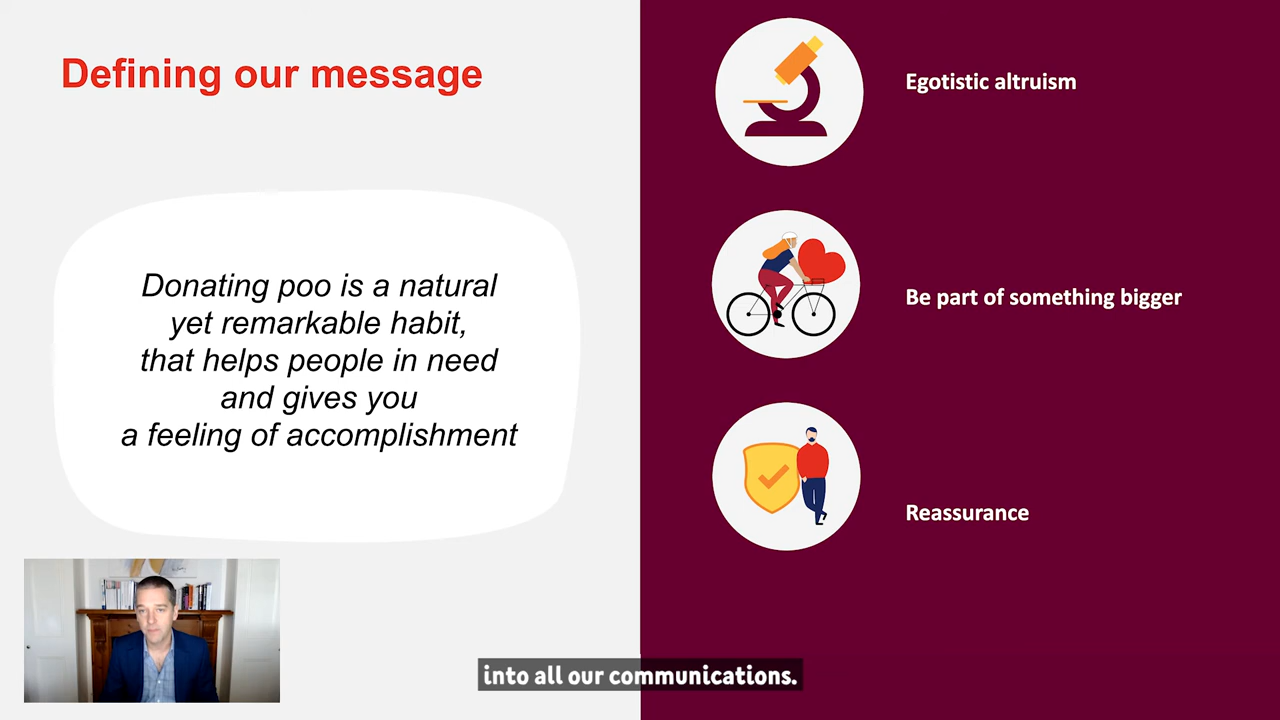 Defining our message
Donating poo is a natural
yet remarkable habit,
that helps people in need
and gives you
a feeling of accomplishment
Egotistic altruism
Be part of something bigger
Reassurance
into all our communications.